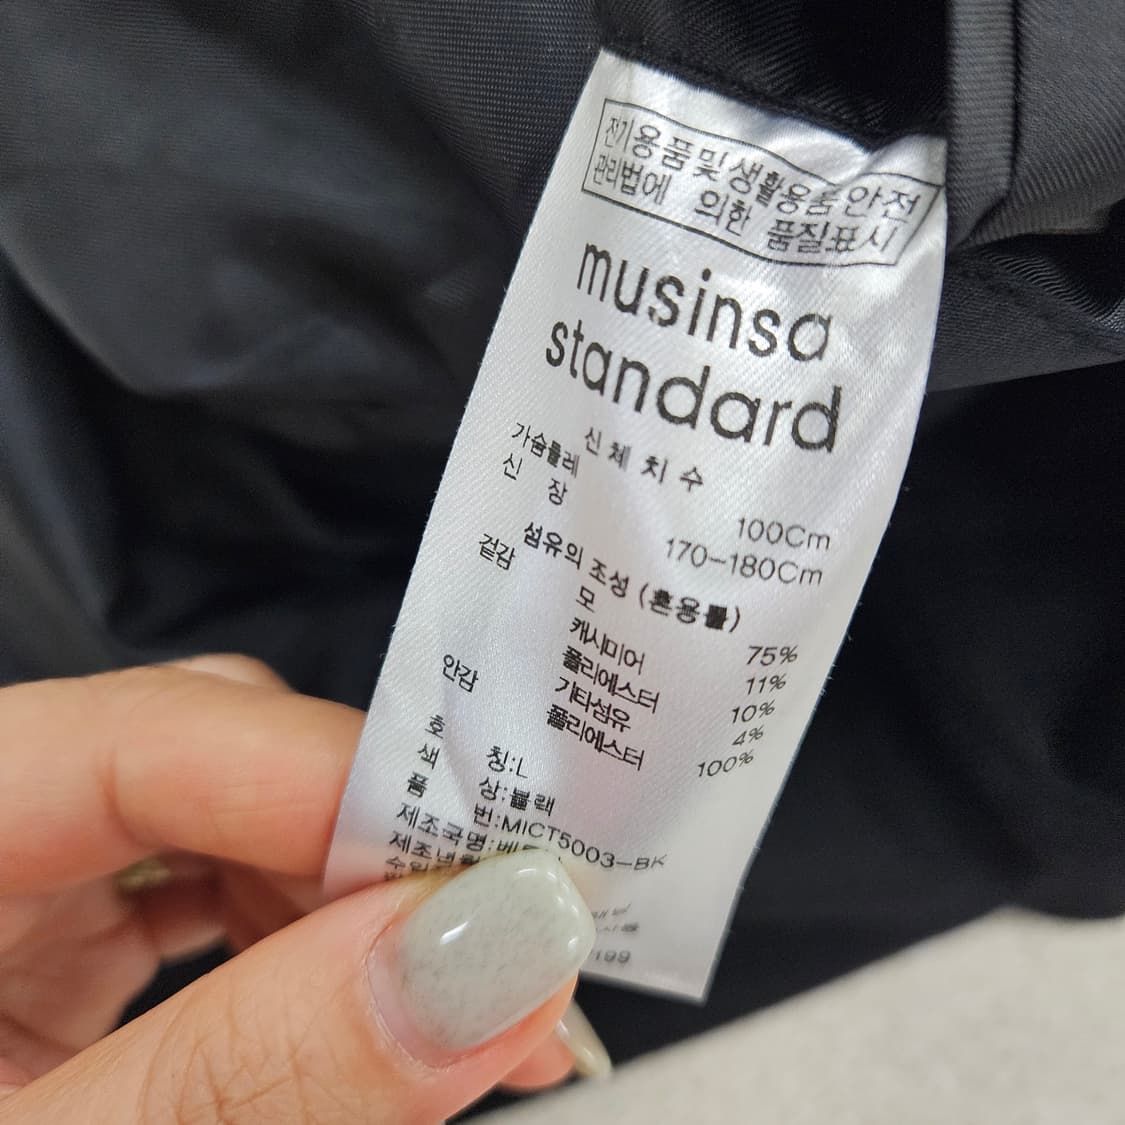 전기용품및생활용품안전
관리법에 의한 품질표시
musinsa
standard
신체치수
가슴둘레 100Cm
신 장 170-180Cm
섬유의 조성 (혼용률)
겉감 모 75%
캐시미어 11%
폴리에스터 10%
기타섬유 4%
안감 폴리에스터 100%
호 칭:L
색 상:블랙
품 번:MICT5003-BK
제조국명:베트
제조년월
199